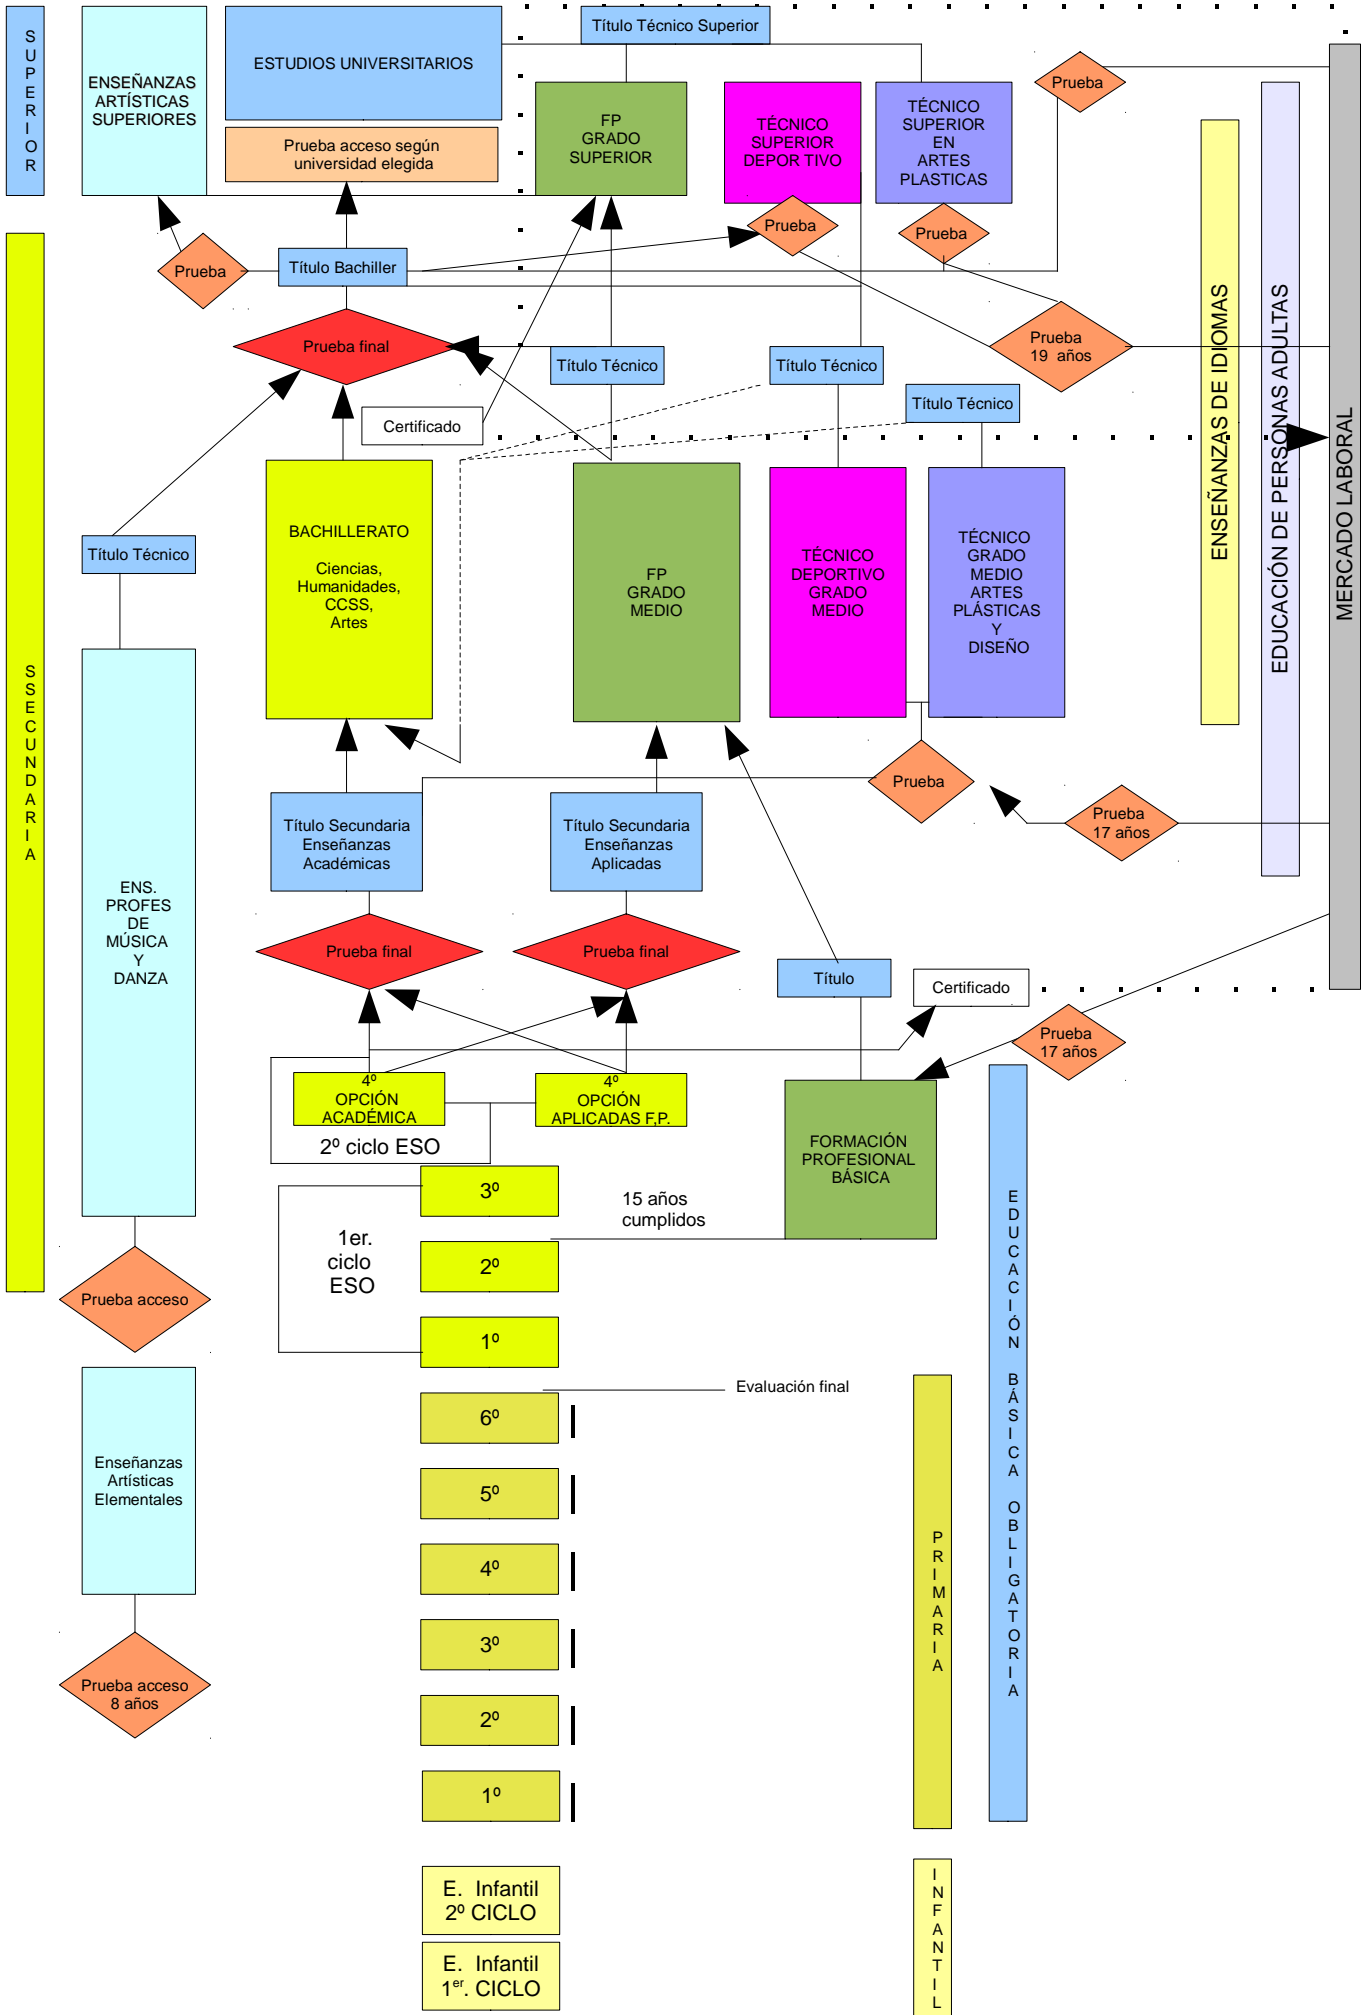 SUPERIOR
ENSEÑANZAS
ARTÍSTICAS
SUPERIORES
ESTUDIOS UNIVERSITARIOS
Prueba acceso según
universidad elegida
Título Técnico Superior
FP
GRADO
SUPERIOR
TÉCNICO
SUPERIOR
DEPOR TIVO
TÉCNICO
SUPERIOR
EN
ARTES
PLASTICAS
Prueba
Prueba
Prueba
Prueba
Título Bachiller
Prueba final
Prueba
19 años
Título Técnico
Título Técnico
Título Técnico
Certificado
ENSEÑANZAS DE IDIOMAS
EDUCACIÓN DE PERSONAS ADULTAS
MERCADO LABORAL
SSECUNDARIA
Título Técnico
BACHILLERATO
Ciencias,
Humanidades,
CCSS,
Artes
FP
GRADO
MEDIO
TÉCNICO
DEPORTIVO
GRADO
MEDIO
TÉCNICO
GRADO
MEDIO
ARTES
PLÁSTICAS
Y
DISEÑO
Prueba
Prueba
17 años
Título Secundaria
Enseñanzas
Académicas
Título Secundaria
Enseñanzas
Aplicadas
ENS.
PROFES
DE
MÚSICA
Y
DANZA
Prueba final
Prueba final
Título
Certificado
Prueba
17 años
4º
OPCIÓN
ACADÉMICA
4º
OPCIÓN
APLICADAS F,P.
2º ciclo ESO
FORMACIÓN
PROFESIONAL
BÁSICA
3º
15 años
cumplidos
1er.
ciclo
ESO
2º
1º
Prueba acceso
EDUCACIÓN BÁSICA OBLIGATORIA
Evaluación final
6º
Enseñanzas
Artísticas
Elementales
5º
4º
PRIMARIA
3º
Prueba acceso
8 años
2º
1º
E. Infantil
2º CICLO
E. Infantil
1er. CICLO
INFANTIL